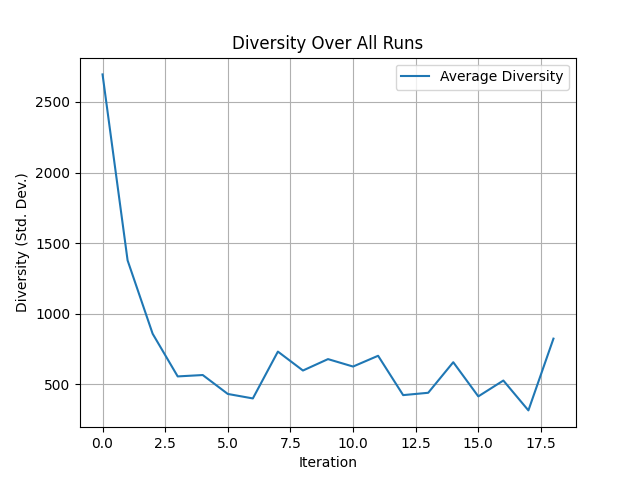 Diversity Over All Runs
Average Diversity
Diversity (Std. Dev.)
2500
2000
1500
1000
500
0.0 2.5 5.0 7.5 10.0 12.5 15.0 17.5
Iteration